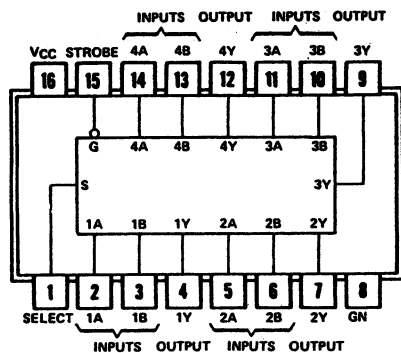 INPUTS OUTPUT INPUTS OUTPUT
VCC STROBE 4A 4B 4Y 3A 3B 3Y
16 15 14 13 12 11 10 9
G 4A 4B 4Y 3A 3B
S 3Y
1A 1B 1Y 2A 2B 2Y
1 2 3 4 5 6 7 8
SELECT 1A 1B 1Y 2A 2B 2Y GN
INPUTS OUTPUT INPUTS OUTPUT